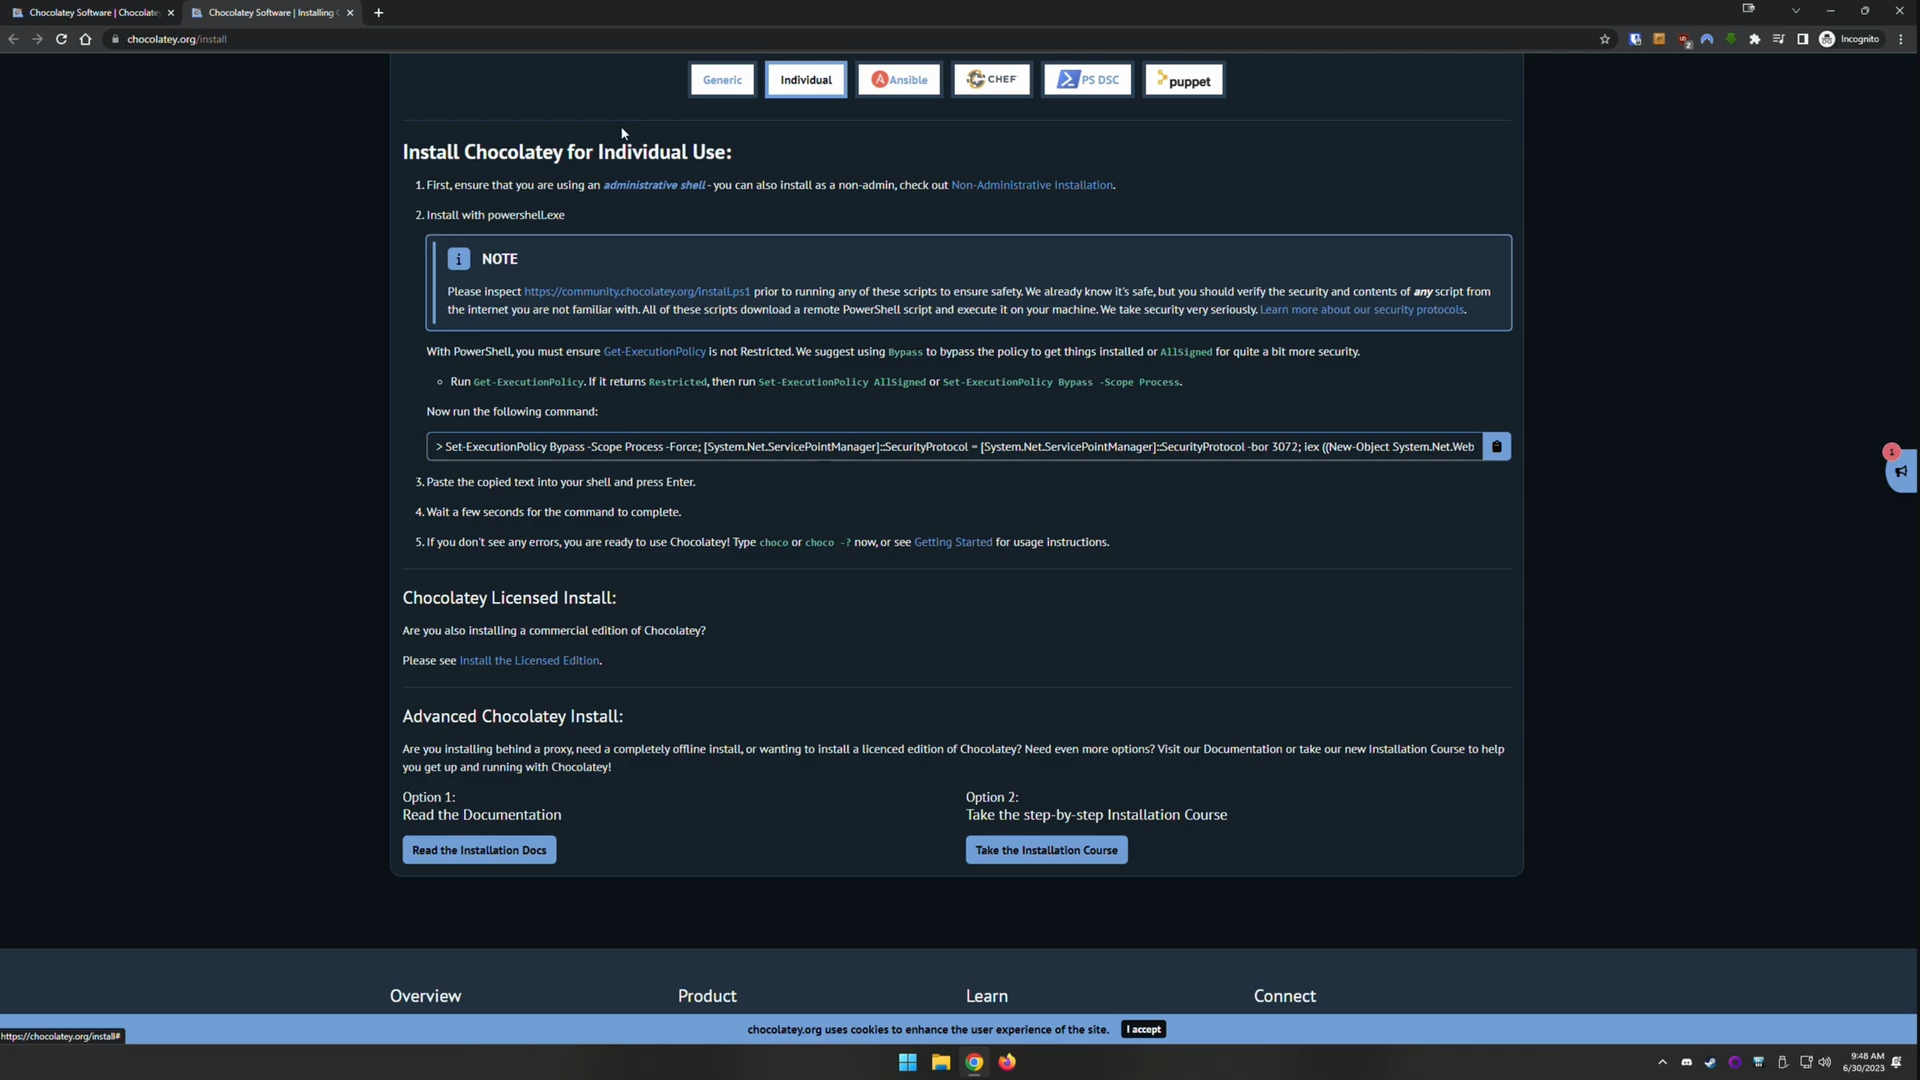 Chocolatey Software | Chocolate
Chocolatey Software | Installing
chocolatey.org/install
2
Incognito
Generic
Individual
Ansible
CHEF
PS DSC
puppet
Install Chocolatey for Individual Use:
1. First, ensure that you are using an administrative shell - you can also install as a non-admin, check out Non-Administrative Installation.
2. Install with powershell.exe
i NOTE
Please inspect https://community.chocolatey.org/install.ps1 prior to running any of these scripts to ensure safety. We already know it's safe, but you should verify the security and contents of any script from
the internet you are not familiar with. All of these scripts download a remote PowerShell script and execute it on your machine. We take security very seriously. Learn more about our security protocols.
With PowerShell, you must ensure Get-ExecutionPolicy is not Restricted. We suggest using Bypass to bypass the policy to get things installed or AllSigned for quite a bit more security.
Run Get-ExecutionPolicy. If it returns Restricted, then run Set-ExecutionPolicy AllSigned or Set-ExecutionPolicy Bypass -Scope Process.
Now run the following command:
> Set-ExecutionPolicy Bypass -Scope Process -Force; [System.Net.ServicePointManager]::SecurityProtocol = [System.Net.ServicePointManager]::SecurityProtocol -bor 3072; iex ((New-Object System.Net.Web
1
3. Paste the copied text into your shell and press Enter.
4. Wait a few seconds for the command to complete.
5. If you don't see any errors, you are ready to use Chocolatey! Type choco or choco -? now, or see Getting Started for usage instructions.
Chocolatey Licensed Install:
Are you also installing a commercial edition of Chocolatey?
Please see Install the Licensed Edition.
Advanced Chocolatey Install:
Are you installing behind a proxy, need a completely offline install, or wanting to install a licenced edition of Chocolatey? Need even more options? Visit our Documentation or take our new Installation Course to help
you get up and running with Chocolatey!
Option 1:
Read the Documentation
Read the Installation Docs
Option 2:
Take the step-by-step Installation Course
Take the Installation Course
Overview
Product
Learn
Connect
chocolatey.org uses cookies to enhance the user experience of the site.
I accept
https://chocolatey.org/install#
9:48 AM
6/30/2023